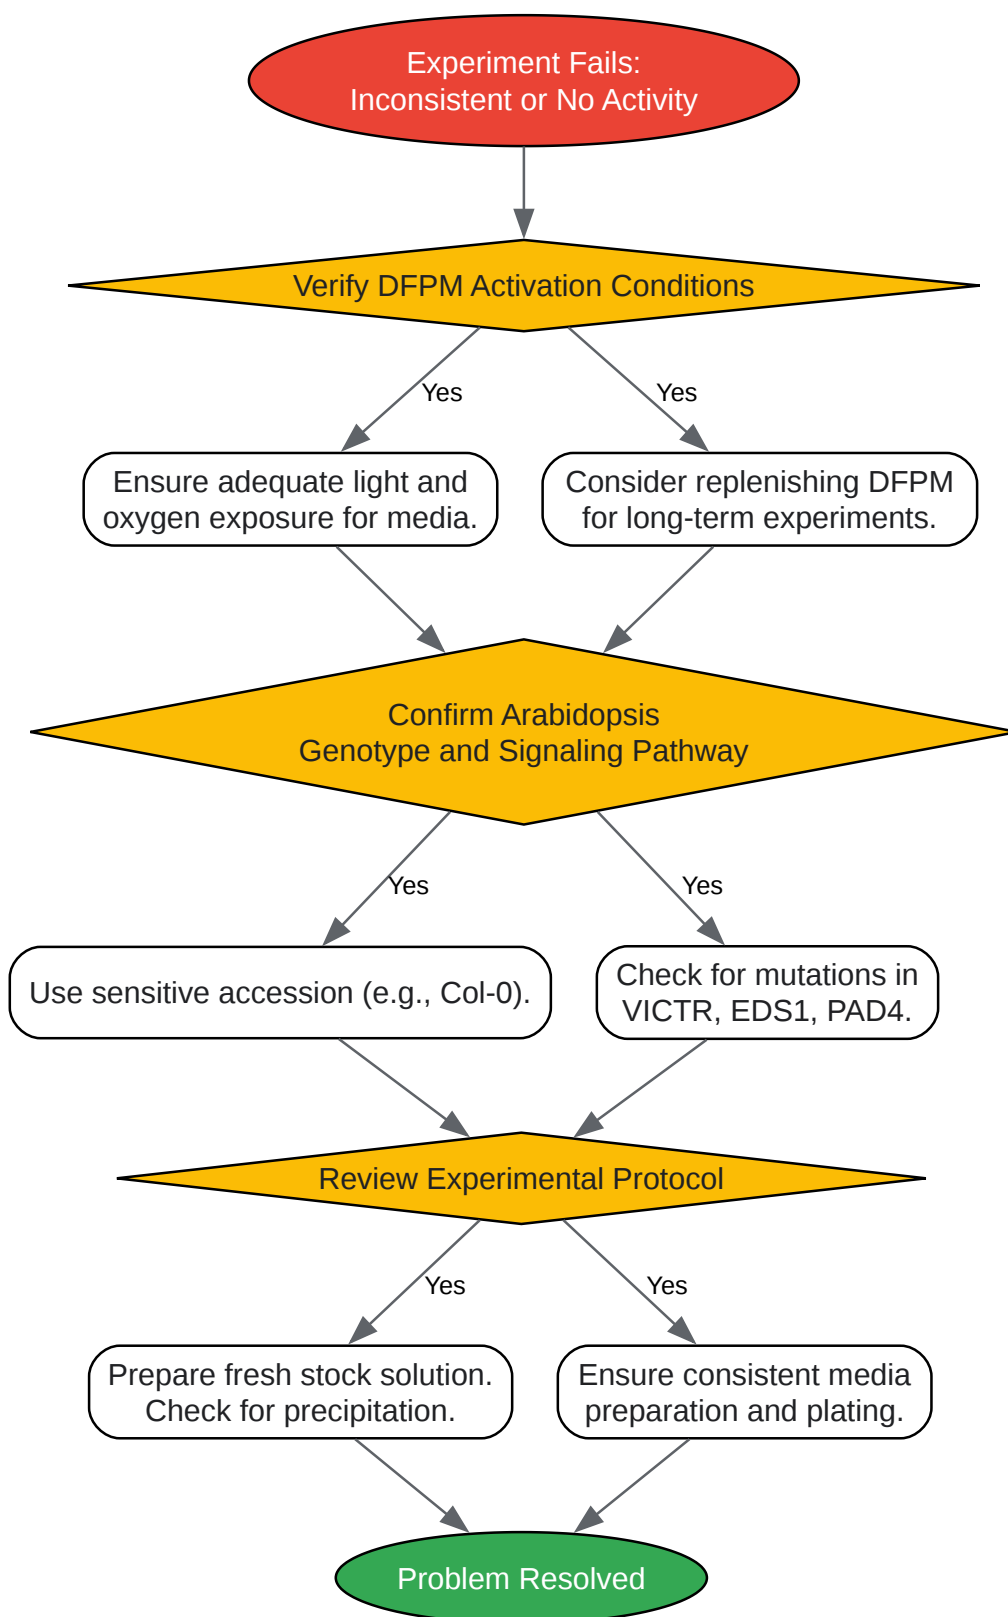 Experiment Fails:
Inconsistent or No Activity
Verify DFPM Activation Conditions
Yes
Yes
Ensure adequate light and
oxygen exposure for media.
Consider replenishing DFPM
for long-term experiments.
Confirm Arabidopsis
Genotype and Signaling Pathway
Yes
Yes
Use sensitive accession (e.g., Col-0).
Check for mutations in
VICTR, EDS1, PAD4.
Review Experimental Protocol
Yes
Yes
Prepare fresh stock solution.
Check for precipitation.
Ensure consistent media
preparation and plating.
Problem Resolved